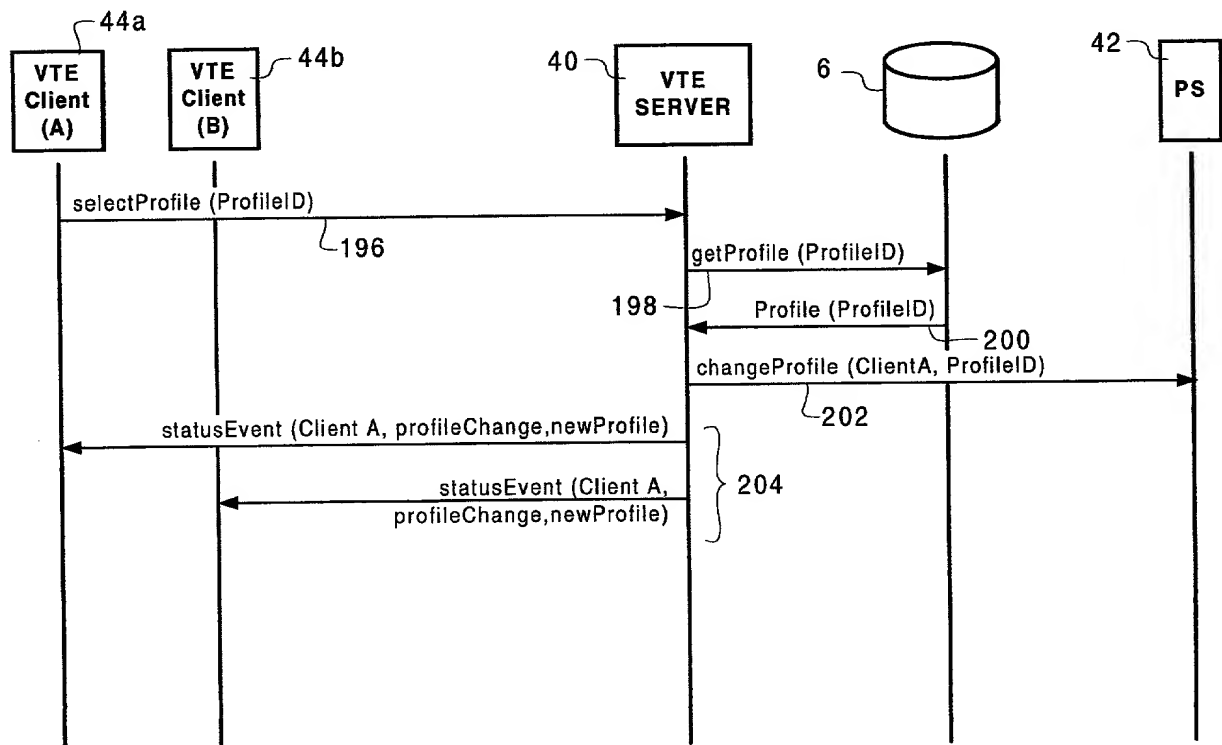 44a
44b
40
6
42
VTE
Client
(A)
VTE
Client
(B)
VTE
SERVER
PS
selectProfile (ProfileID)
196
getProfile (ProfileID)
198
Profile (ProfileID)
200
changeProfile (ClientA, ProfileID)
202
statusEvent (Client A, profileChange,newProfile)
204
statusEvent (Client A,
profileChange,newProfile)